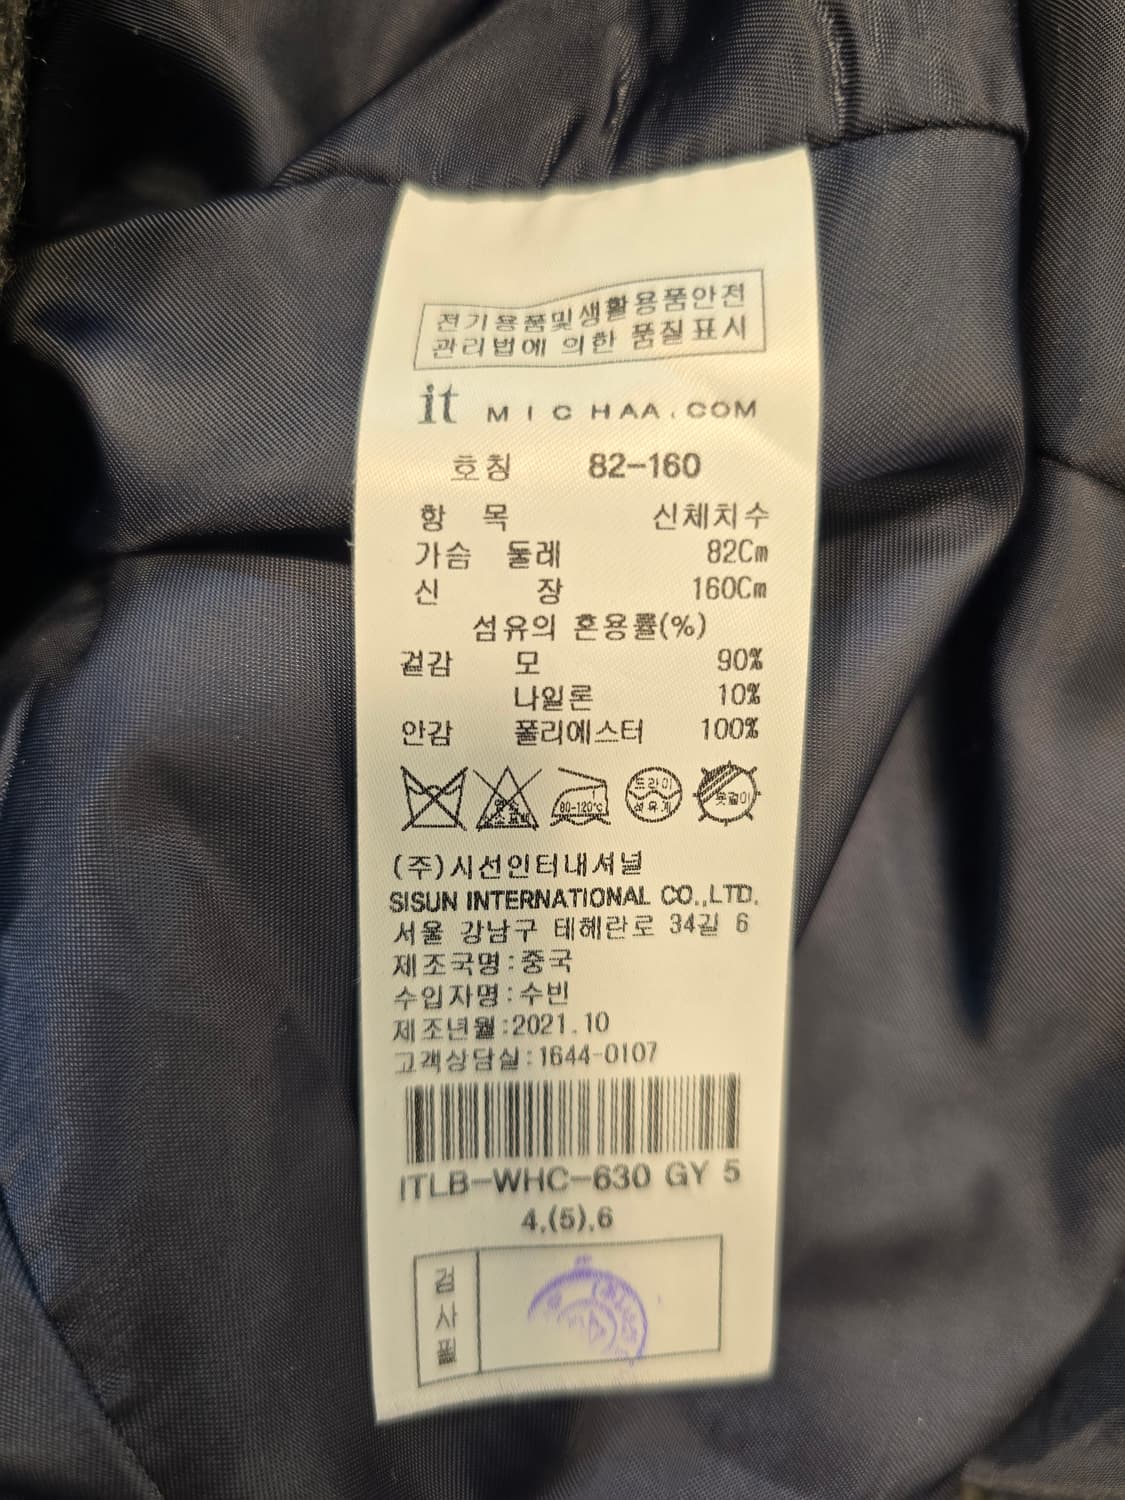 전기용품및생활용품안전
관리법에 의한 품질표시
it MICHAA.COM
호칭 82-160
항 목 신체치수
가슴 둘레 82Cm
신 장 160Cm
섬유의 혼용률(%)
겉감 모 90%
나일론 10%
안감 폴리에스터 100%
80-120℃ 드라이 옷걸이
석유계
(주)시선인터내셔널
SISUN INTERNATIONAL CO.,LTD.
서울 강남구 테헤란로 34길 6
제조국명:중국
수입자명:수빈
제조년월:2021.10
고객상담실:1644-0107
ITLB-WHC-630 GY 5
4,(5),6
검사필